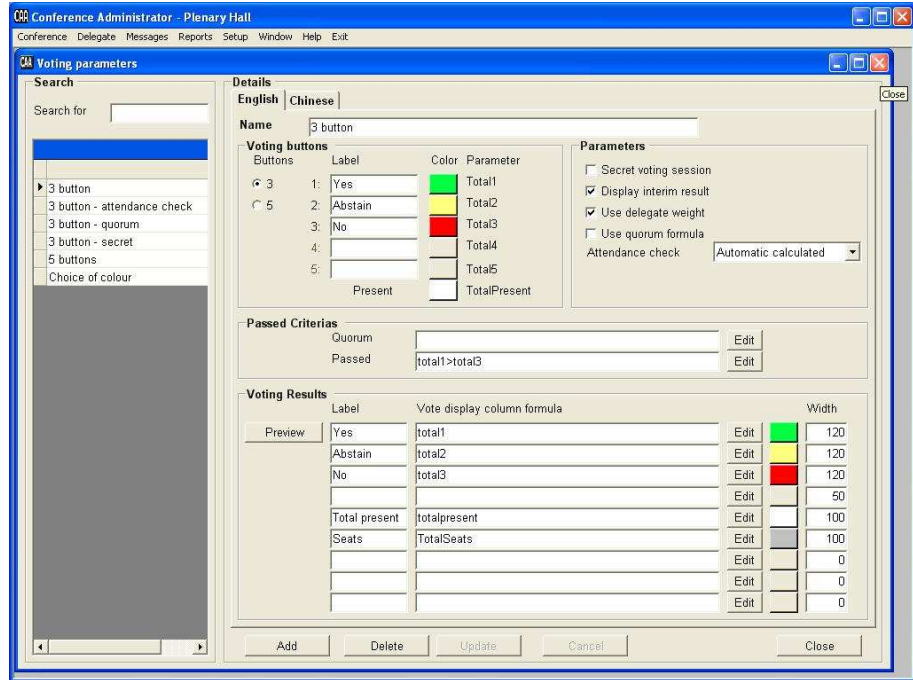 CAA Conference Administrator - Plenary Hall
Conference Delegate Messages Reports Setup Window Help Exit
CAA Voting parameters
Close
Search
Search for
3 button
3 button - attendance check
3 button - quorum
3 button - secret
5 buttons
Choice of colour
Details
English Chinese
Name 3 button
Voting buttons
Buttons Label Color Parameter
3 1: Yes Total1
5 2: Abstain Total2
3: No Total3
4: Total4
5: Total5
Present TotalPresent
Parameters
Secret voting session
Display interim result
Use delegate weight
Use quorum formula
Attendance check Automatic calculated
Passed Criterias
Quorum Edit
Passed total1>total3 Edit
Voting Results
Label Vote display column formula Width
Preview Yes total1 Edit 120
Abstain total2 Edit 120
No total3 Edit 120
Edit 50
Total present totalpresent Edit 100
Seats TotalSeats Edit 100
Edit 0
Edit 0
Edit 0
Add Delete Update Cancel Close